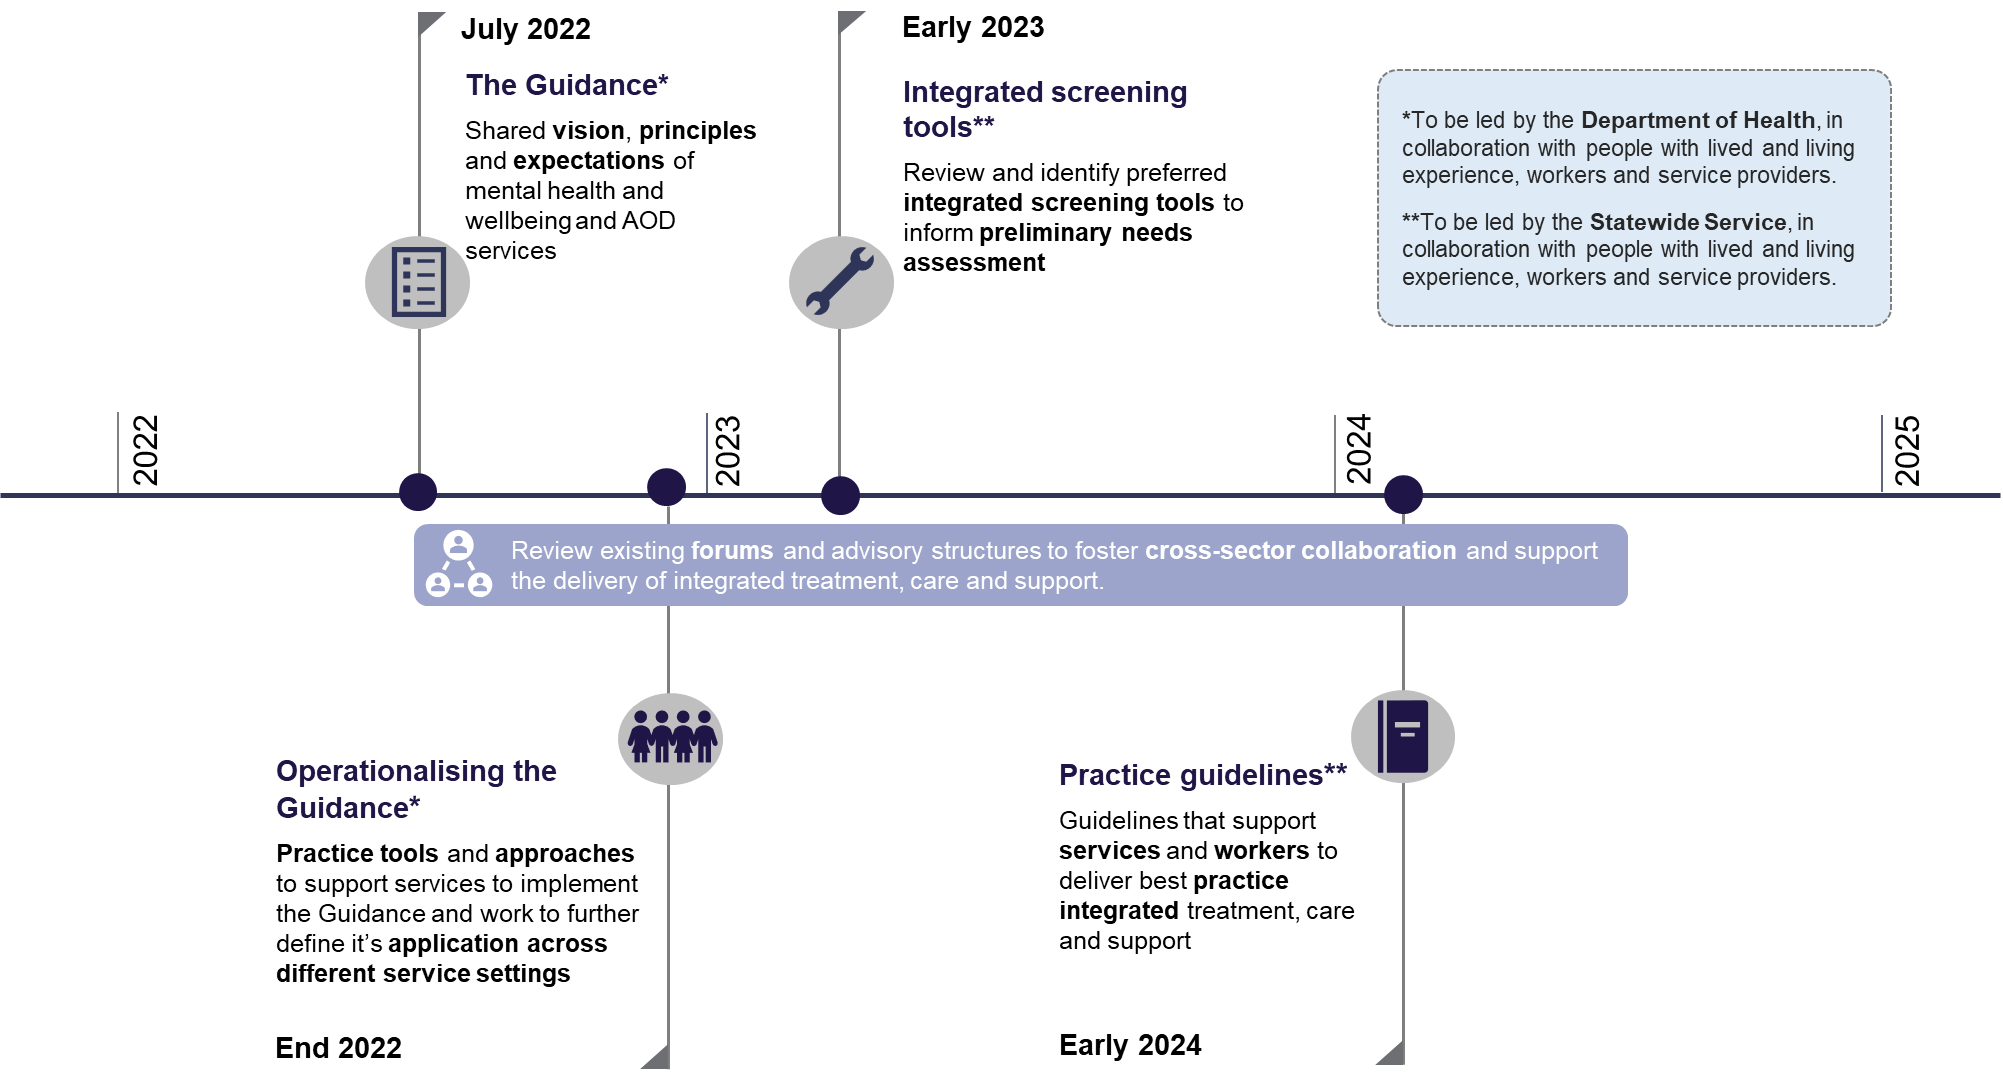 July 2022
The Guidance*
Shared vision, principles
and expectations of
mental health and
wellbeing and AOD
services
Early 2023
Integrated screening
tools**
Review and identify preferred
integrated screening tools to
inform preliminary needs
assessment
*To be led by the Department of Health, in
collaboration with people with lived and living
experience, workers and service providers.
**To be led by the Statewide Service, in
collaboration with people with lived and living
experience, workers and service providers.
2022
2023
2024
2025
Review existing forums and advisory structures to foster cross-sector collaboration and support
the delivery of integrated treatment, care and support.
Operationalising the
Guidance*
Practice tools and approaches
to support services to implement
the Guidance and work to further
define it’s application across
different service settings
End 2022
Practice guidelines**
Guidelines that support
services and workers to
deliver best practice
integrated treatment, care
and support
Early 2024